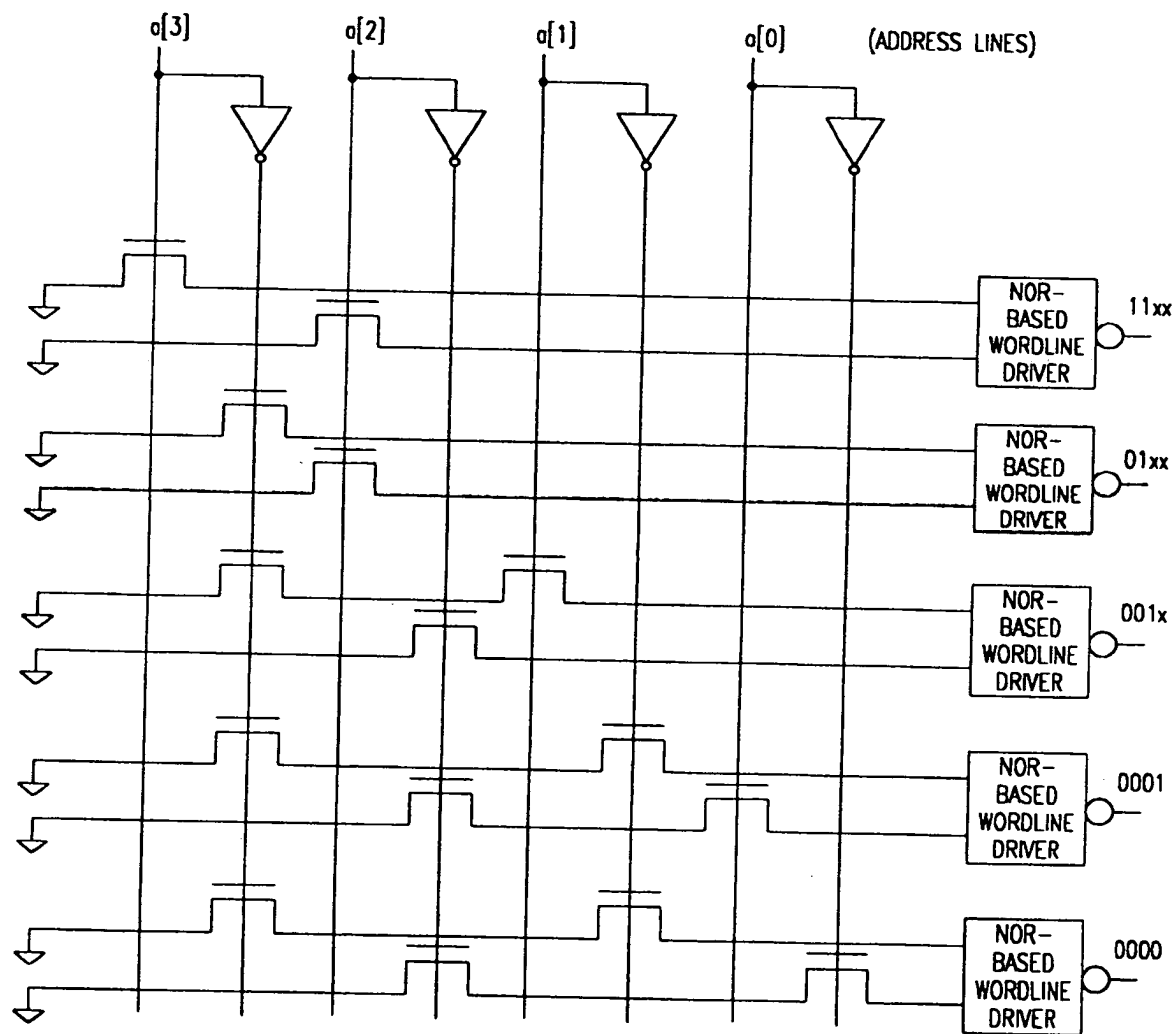 a[3] a[2] a[1] a[0] (ADDRESS LINES)
NOR-
BASED
WORDLINE
DRIVER
11xx
NOR-
BASED
WORDLINE
DRIVER
01xx
NOR-
BASED
WORDLINE
DRIVER
001x
NOR-
BASED
WORDLINE
DRIVER
0001
NOR-
BASED
WORDLINE
DRIVER
0000